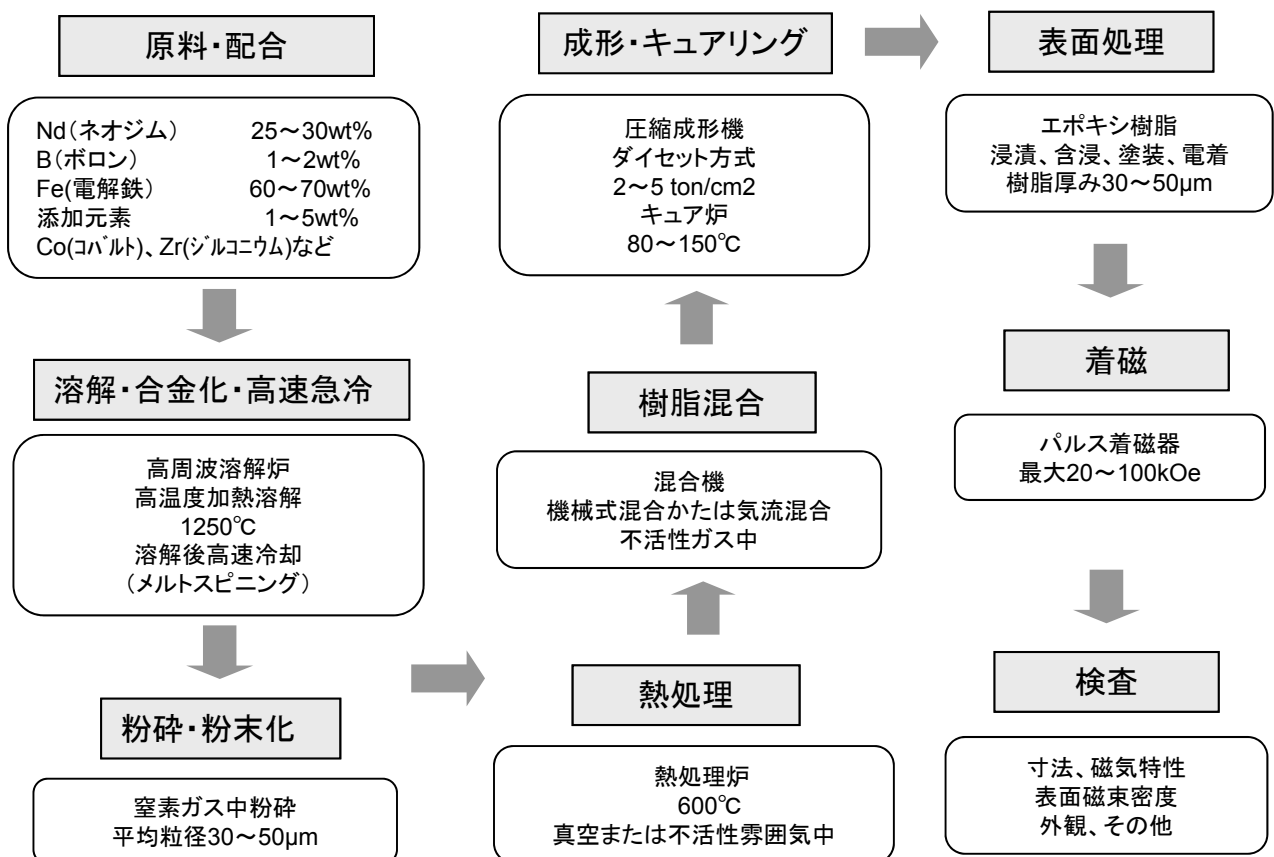 原料・配合
Nd（ネオジム） 25～30wt%
B（ボロン） 1～2wt%
Fe(電解鉄） 60～70wt%
添加元素 1～5wt%
Co(ｺﾊﾞﾙﾄ)、Zr(ｼﾞﾙｺﾆｳﾑ)など
溶解・合金化・高速急冷
高周波溶解炉
高温度加熱溶解
1250℃
溶解後高速冷却
（メルトスピニング）
粉砕・粉末化
窒素ガス中粉砕
平均粒径30～50μm
熱処理
熱処理炉
600℃
真空または不活性雰囲気中
樹脂混合
混合機
機械式混合かたは気流混合
不活性ガス中
成形・キュアリング
圧縮成形機
ダイセット方式
2～5 ton/cm2
キュア炉
80～150℃
表面処理
エポキシ樹脂
浸漬、含浸、塗装、電着
樹脂厚み30～50μm
着磁
パルス着磁器
最大20～100kOe
検査
寸法、磁気特性
表面磁束密度
外観、その他